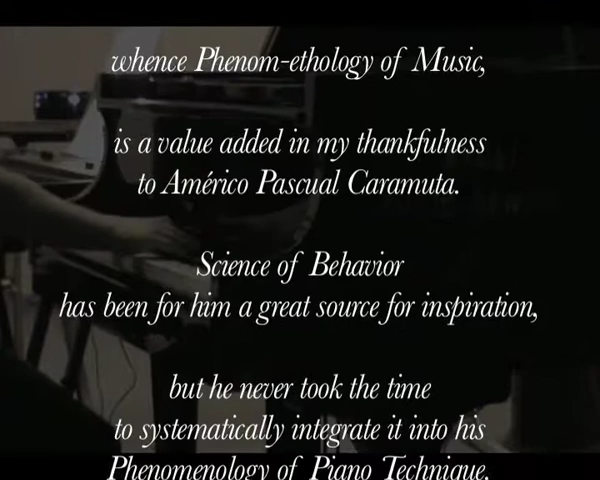 whence Phenom-ethology of Music,
is a value added in my thankfulness
to Américo Pascual Caramuta.
Science of Behavior
has been for him a great source for inspiration,
but he never took the time
to systematically integrate it into his
Phenomenology of Piano Technique.